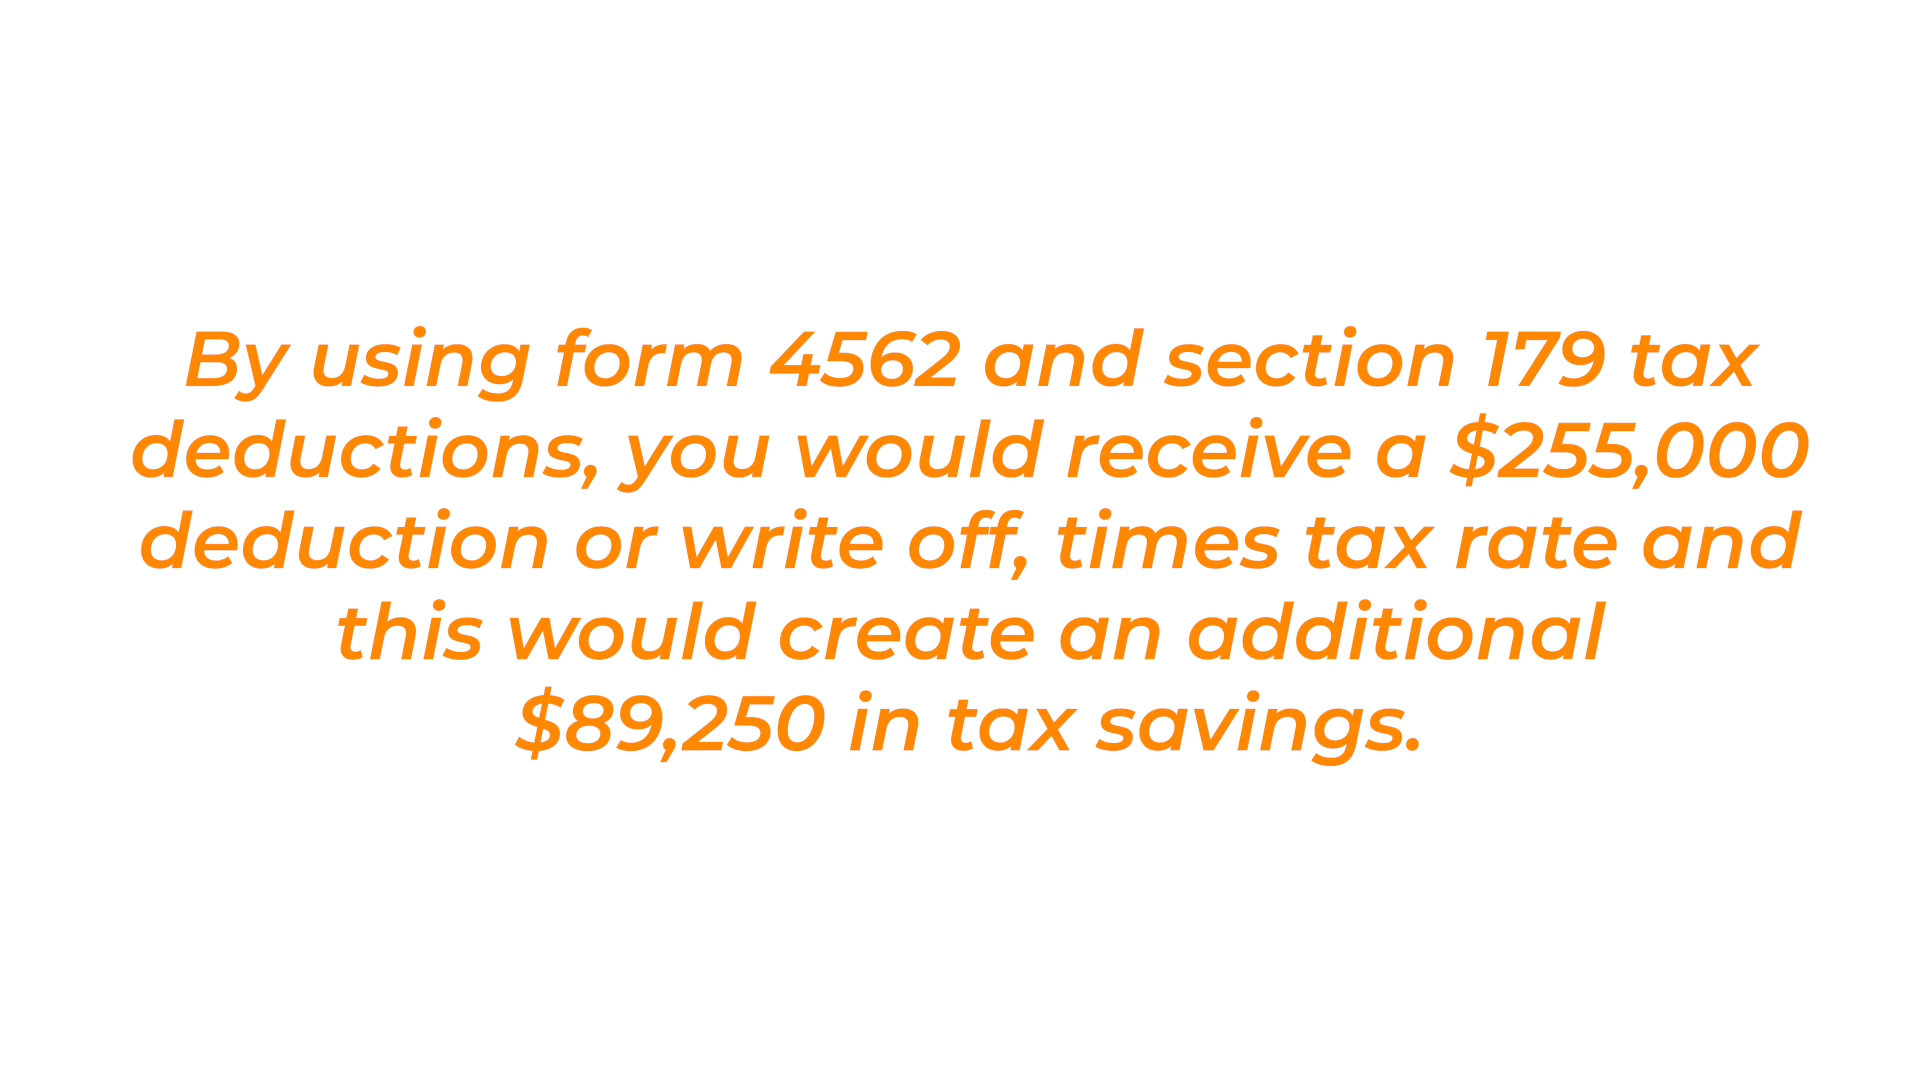 By using form 4562 and section 179 tax
deductions, you would receive a $255,000
deduction or write off, times tax rate and
this would create an additional
$89,250 in tax savings.